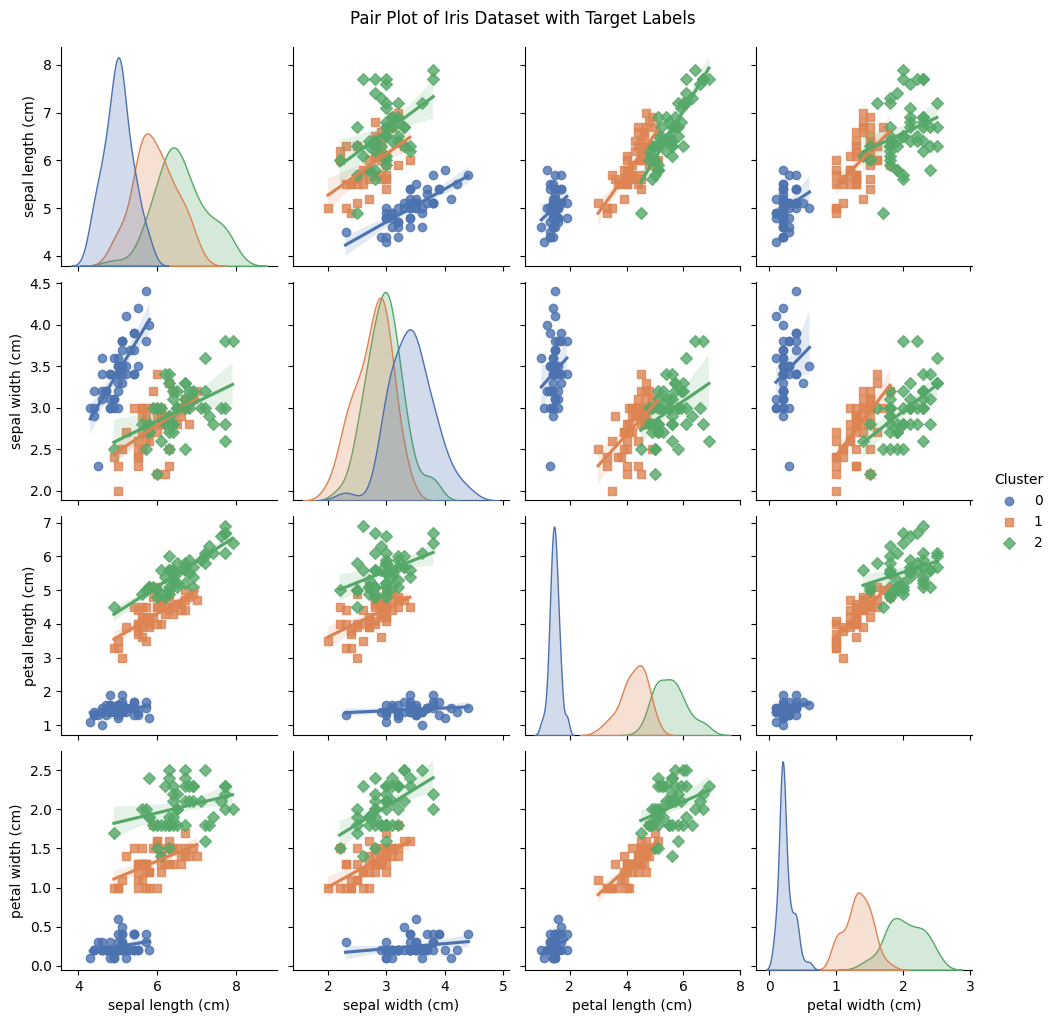 Pair Plot of Iris Dataset with Target Labels
8
7
6
5
4
sepal length (cm)
4.5
4.0
3.5
3.0
2.5
2.0
sepal width (cm)
Cluster
0
1
2
7
6
5
4
3
2
1
petal length (cm)
2.5
2.0
1.5
1.0
0.5
0.0
petal width (cm)
4 6 8
2 3 4 5
2 4 6 8
0 1 2 3
sepal length (cm)
sepal width (cm)
petal length (cm)
petal width (cm)